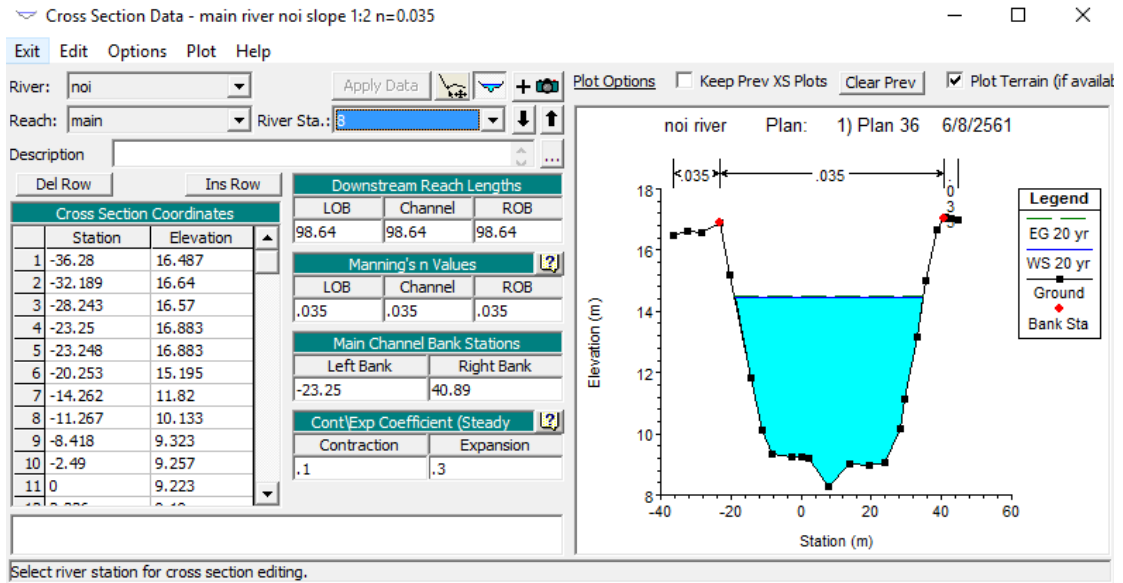 Cross Section Data - main river noi slope 1:2 n=0.035
Exit Edit Options Plot Help
River: noi
Apply Data
Reach: main
River Sta.: 8
Description
...
Del Row Ins Row
Cross Section Coordinates
Station Elevation
1 -36.28 16.487
2 -32.189 16.64
3 -28.243 16.57
4 -23.25 16.883
5 -23.248 16.883
6 -20.253 15.195
7 -14.262 11.82
8 -11.267 10.133
9 -8.418 9.323
10 -2.49 9.257
11 0 9.223
Downstream Reach Lengths
LOB Channel ROB
98.64 98.64 98.64
Manning's n Values
LOB Channel ROB
.035 .035 .035
Main Channel Bank Stations
Left Bank Right Bank
-23.25 40.89
Cont\Exp Coefficient (Steady
Contraction Expansion
.1 .3
Plot Options Keep Prev XS Plots Clear Prev Plot Terrain (if availab
noi river Plan: 1) Plan 36 6/8/2561
.035 .035 .035
18
16
14
12
10
8
-40 -20 0 20 40 60
Elevation (m)
Station (m)
Legend
EG 20 yr
WS 20 yr
Ground
Bank Sta
Select river station for cross section editing.